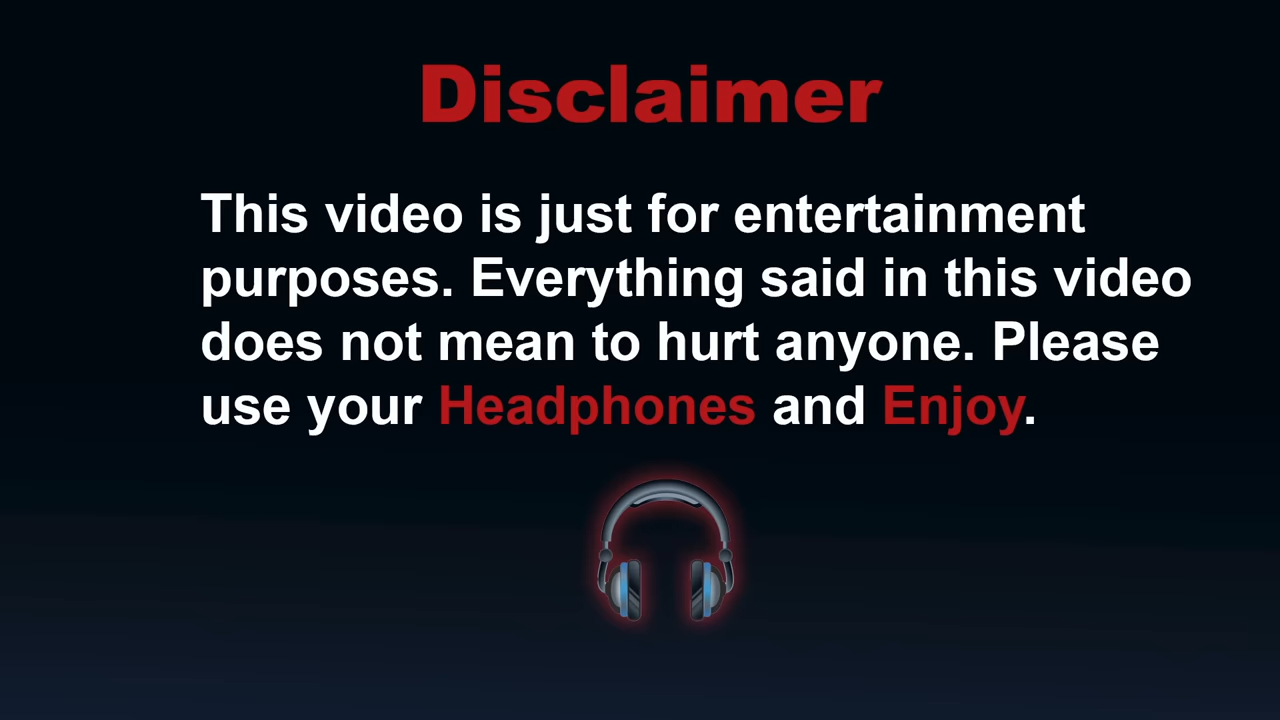 Disclaimer
This video is just for entertainment
purposes. Everything said in this video
does not mean to hurt anyone. Please
use your Headphones and Enjoy.